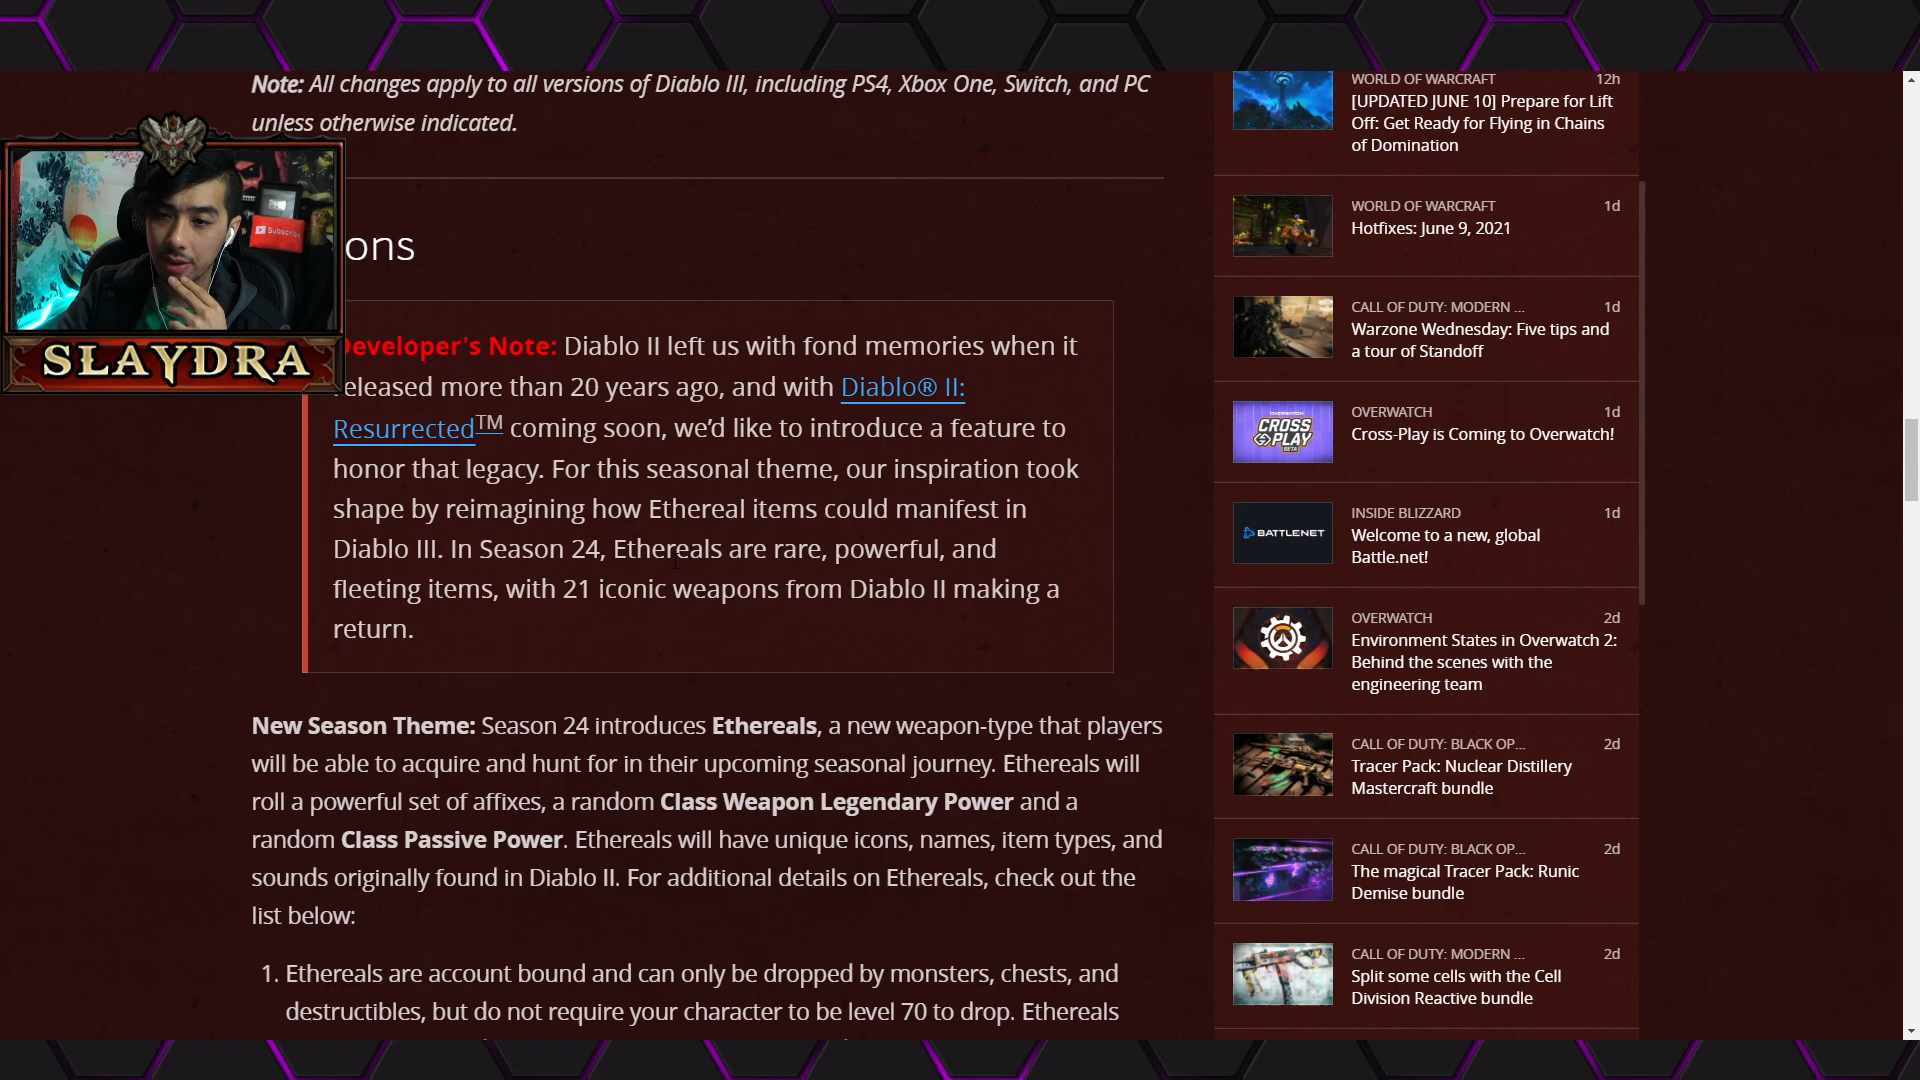 Note: All changes apply to all versions of Diablo III, including PS4, Xbox One, Switch, and PC
unless otherwise indicated.
ons
Developer's Note: Diablo II left us with fond memories when it
released more than 20 years ago, and with Diablo® II:
Resurrected™ coming soon, we’d like to introduce a feature to
honor that legacy. For this seasonal theme, our inspiration took
shape by reimagining how Ethereal items could manifest in
Diablo III. In Season 24, Ethereals are rare, powerful, and
fleeting items, with 21 iconic weapons from Diablo II making a
return.
New Season Theme: Season 24 introduces Ethereals, a new weapon-type that players
will be able to acquire and hunt for in their upcoming seasonal journey. Ethereals will
roll a powerful set of affixes, a random Class Weapon Legendary Power and a
random Class Passive Power. Ethereals will have unique icons, names, item types, and
sounds originally found in Diablo II. For additional details on Ethereals, check out the
list below:
1. Ethereals are account bound and can only be dropped by monsters, chests, and
destructibles, but do not require your character to be level 70 to drop. Ethereals
Subscribe
SLAYDRA
WORLD OF WARCRAFT 12h
[UPDATED JUNE 10] Prepare for Lift
Off: Get Ready for Flying in Chains
of Domination
WORLD OF WARCRAFT 1d
Hotfixes: June 9, 2021
CALL OF DUTY: MODERN ... 1d
Warzone Wednesday: Five tips and
a tour of Standoff
OVERWATCH
CROSS
PLAY
BETA
OVERWATCH 1d
Cross-Play is Coming to Overwatch!
BATTLENET
INSIDE BLIZZARD 1d
Welcome to a new, global
Battle.net!
OVERWATCH 2d
Environment States in Overwatch 2:
Behind the scenes with the
engineering team
CALL OF DUTY: BLACK OP... 2d
Tracer Pack: Nuclear Distillery
Mastercraft bundle
CALL OF DUTY: BLACK OP... 2d
The magical Tracer Pack: Runic
Demise bundle
CALL OF DUTY: MODERN ... 2d
Split some cells with the Cell
Division Reactive bundle